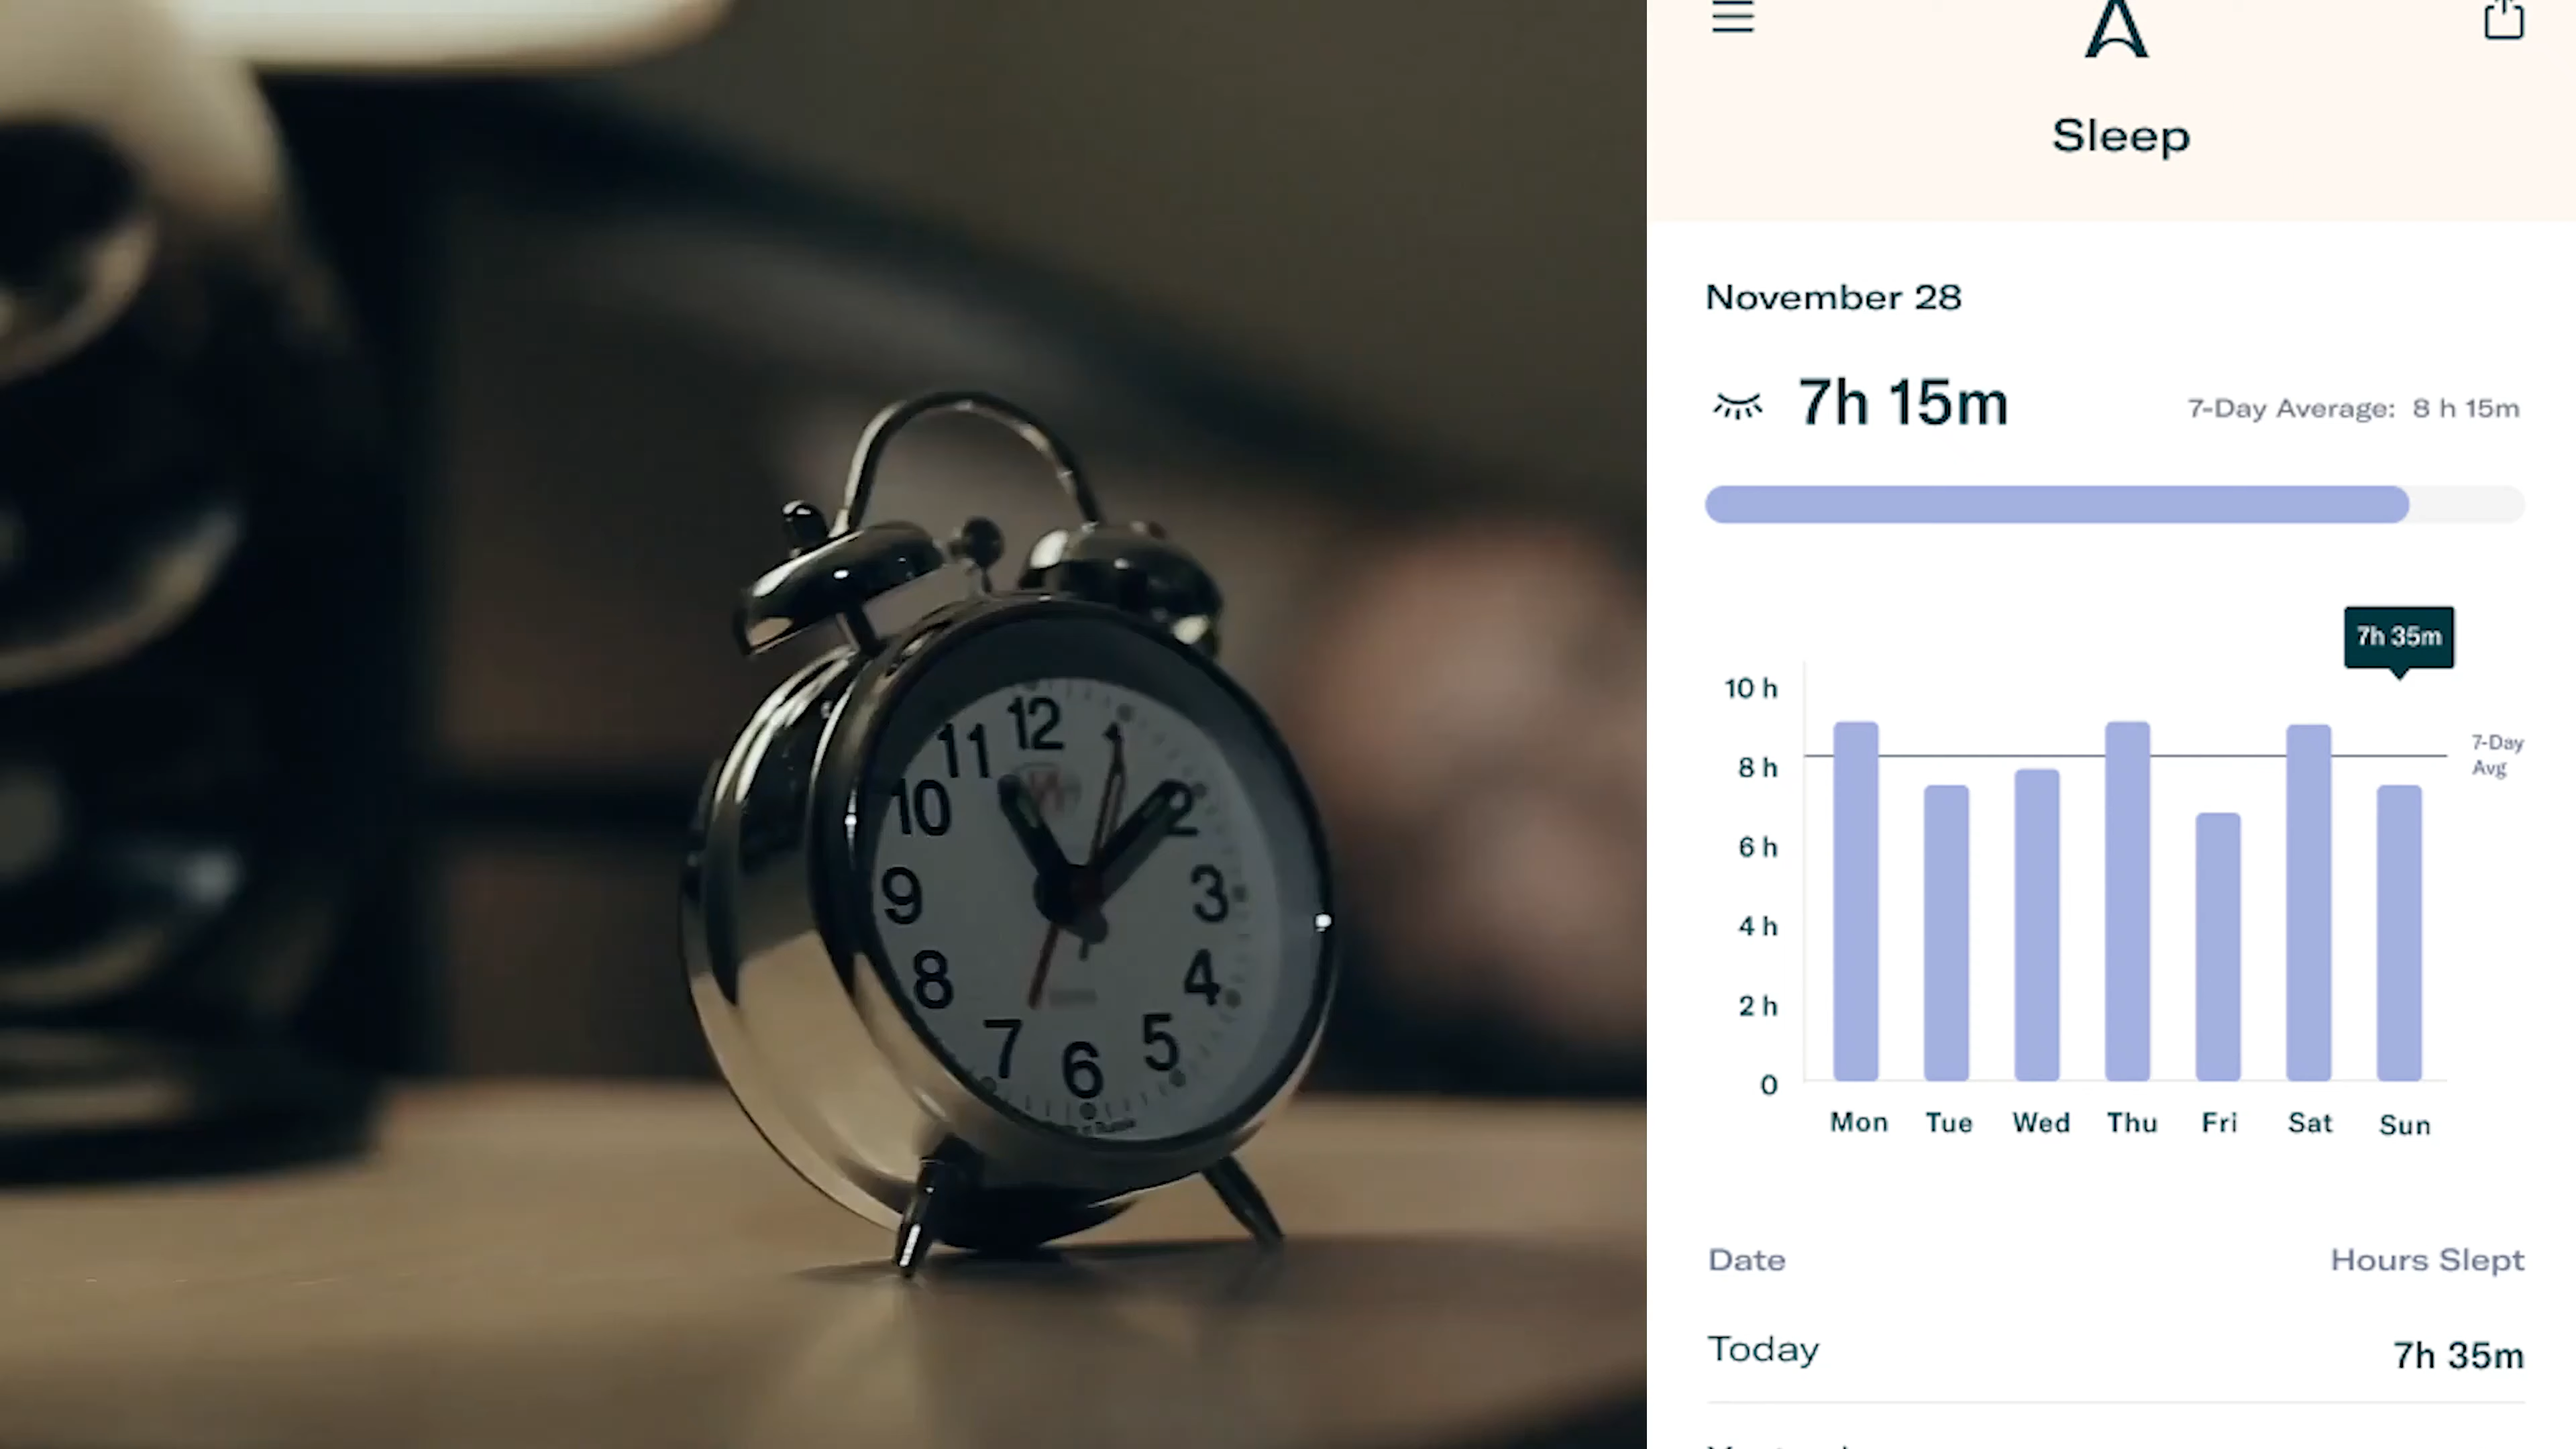 12
11
1
10
2
9
3
8
4
7
5
6
Sleep
November 28
7h 15m
7-Day Average: 8 h 15m
7h 35m
10 h
8 h
6 h
4 h
2 h
0
7-Day
Avg
Mon Tue Wed Thu Fri Sat Sun
Date Hours Slept
Today 7h 35m